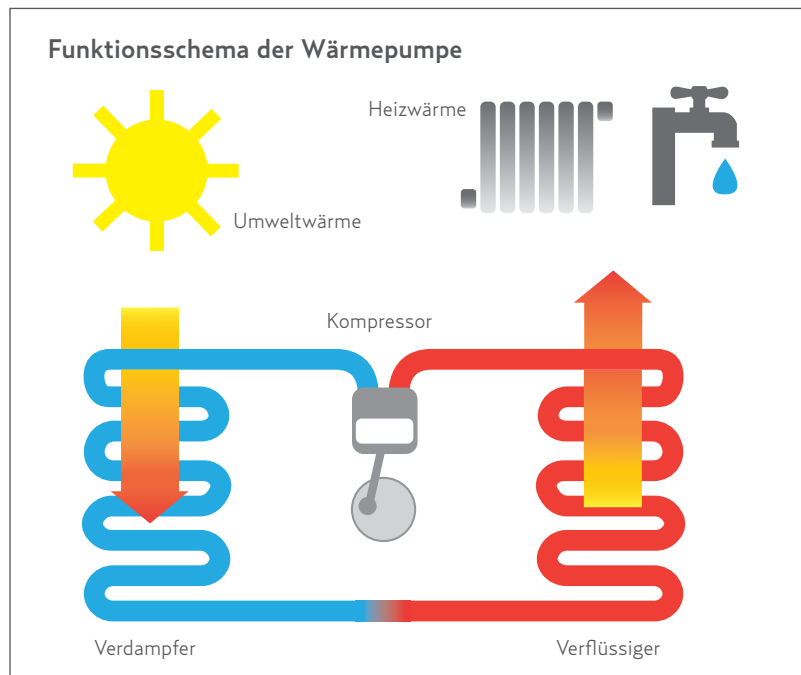 Funktionsschema der Wärmepumpe
Heizwärme
Umweltwärme
Kompressor
Verdampfer
Verflüssiger